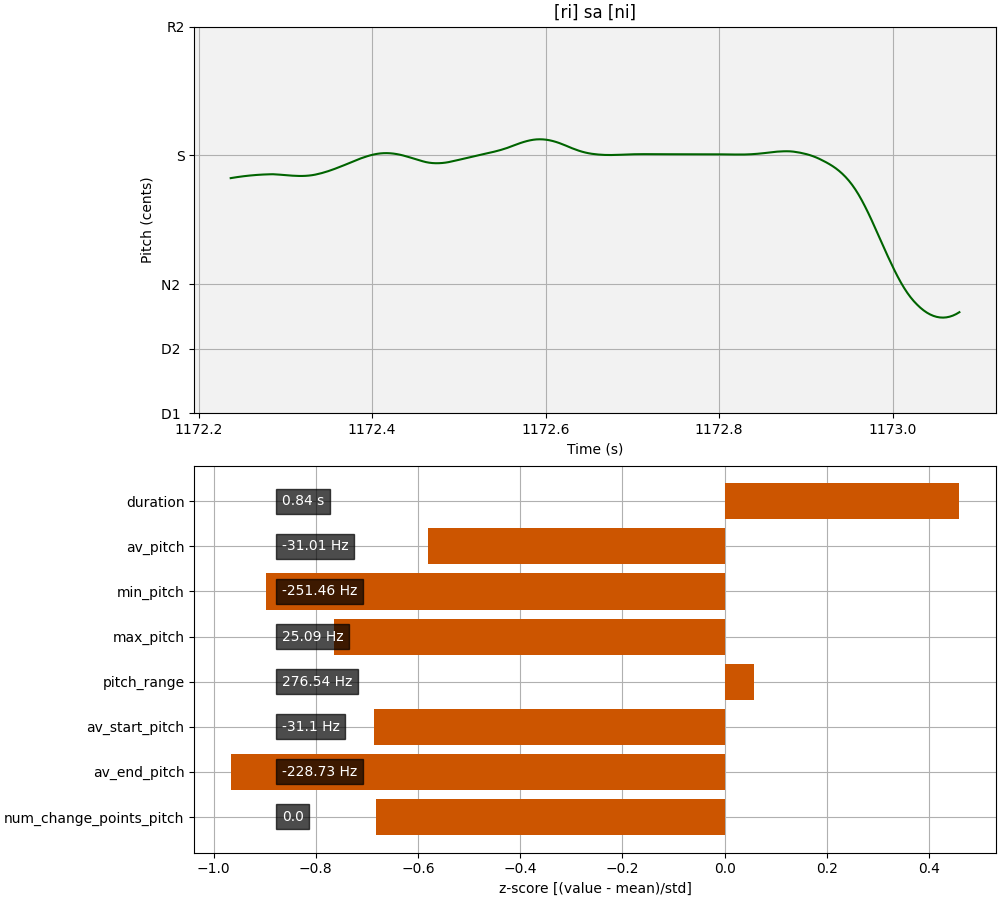 [ri] sa [ni]
R2
S
N2
D2
D1
Pitch (cents)
1172.2 1172.4 1172.6 1172.8 1173.0
Time (s)
duration 0.84 s
av_pitch -31.01 Hz
min_pitch -251.46 Hz
max_pitch 25.09 Hz
pitch_range 276.54 Hz
av_start_pitch -31.1 Hz
av_end_pitch -228.73 Hz
num_change_points_pitch 0.0
−1.0 −0.8 −0.6 −0.4 −0.2 0.0 0.2 0.4
z-score [(value - mean)/std]